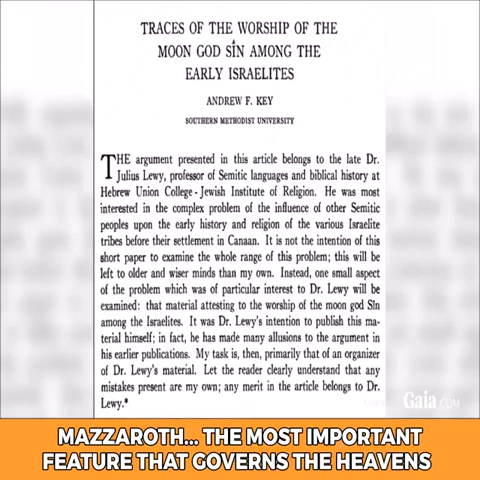 TRACES OF THE WORSHIP OF THE
MOON GOD SÎN AMONG THE
EARLY ISRAELITES
ANDREW F. KEY
SOUTHERN METHODIST UNIVERSITY
THE argument presented in this article belongs to the late Dr.
Julius Lewy, professor of Semitic languages and biblical history at
Hebrew Union College - Jewish Institute of Religion. He was most
interested in the complex problem of the influence of other Semitic
peoples upon the early history and religion of the various Israelite
tribes before their settlement in Canaan. It is not the intention of this
short paper to examine the whole range of this problem; this will be
left to older and wiser minds than my own. Instead, one small aspect
of the problem which was of particular interest to Dr. Lewy will be
examined: that material attesting to the worship of the moon god Sîn
among the Israelites. It was Dr. Lewy's intention to publish this ma-
terial himself; in fact, he has made many allusions to the argument in
his earlier publications. My task is, then, primarily that of an organizer
of Dr. Lewy's material. Let the reader clearly understand that any
mistakes present are my own; any merit in the article belongs to Dr.
Lewy.*
Gaia.COM
MAZZAROTH... THE MOST IMPORTANT
FEATURE THAT GOVERNS THE HEAVENS